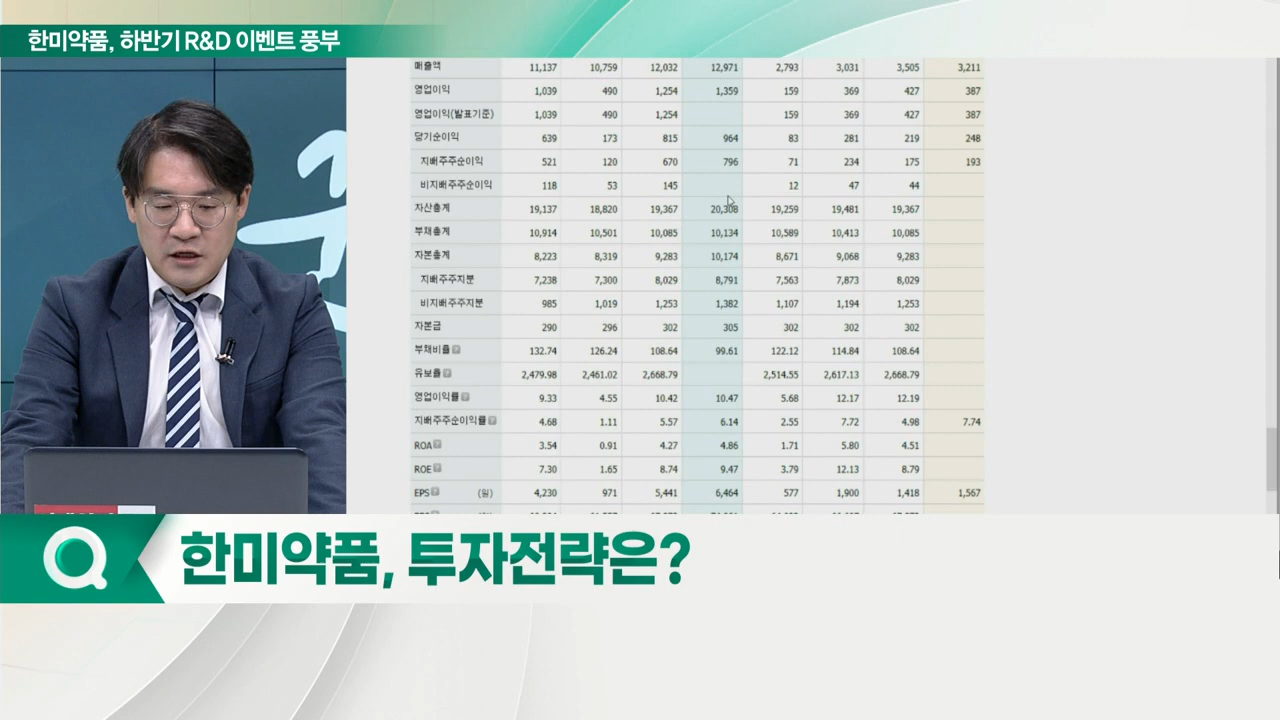 한미약품, 하반기 R&D 이벤트 풍부
매출액 11,137 10,759 12,032 12,971 2,793 3,031 3,505 3,211
영업이익 1,039 490 1,254 1,359 159 369 427 387
영업이익(발표기준) 1,039 490 1,254 159 369 427 387
당기순이익 639 173 815 964 83 281 219 248
지배주주순이익 521 120 670 796 71 234 175 193
비지배주주순이익 118 53 145 12 47 44
자산총계 19,137 18,820 19,367 20,308 19,259 19,481 19,367
부채총계 10,914 10,501 10,085 10,134 10,589 10,413 10,085
자본총계 8,223 8,319 9,283 10,174 8,671 9,068 9,283
지배주주지분 7,238 7,300 8,029 8,791 7,563 7,873 8,029
비지배주주지분 985 1,019 1,253 1,382 1,107 1,194 1,253
자본금 290 296 302 305 302 302 302
부채비율 132.74 126.24 108.64 99.61 122.12 114.84 108.64
유보율 2,479.98 2,461.02 2,668.79 2,514.55 2,617.13 2,668.79
영업이익률 9.33 4.55 10.42 10.47 5.68 12.17 12.19
지배주주순이익률 4.68 1.11 5.57 6.14 2.55 7.72 4.98 7.74
ROA 3.54 0.91 4.27 4.86 1.71 5.80 4.51
ROE 7.30 1.65 8.74 9.47 3.79 12.13 8.79
EPS (원) 4,230 971 5,441 6,464 577 1,900 1,418 1,567
한미약품, 투자전략은?